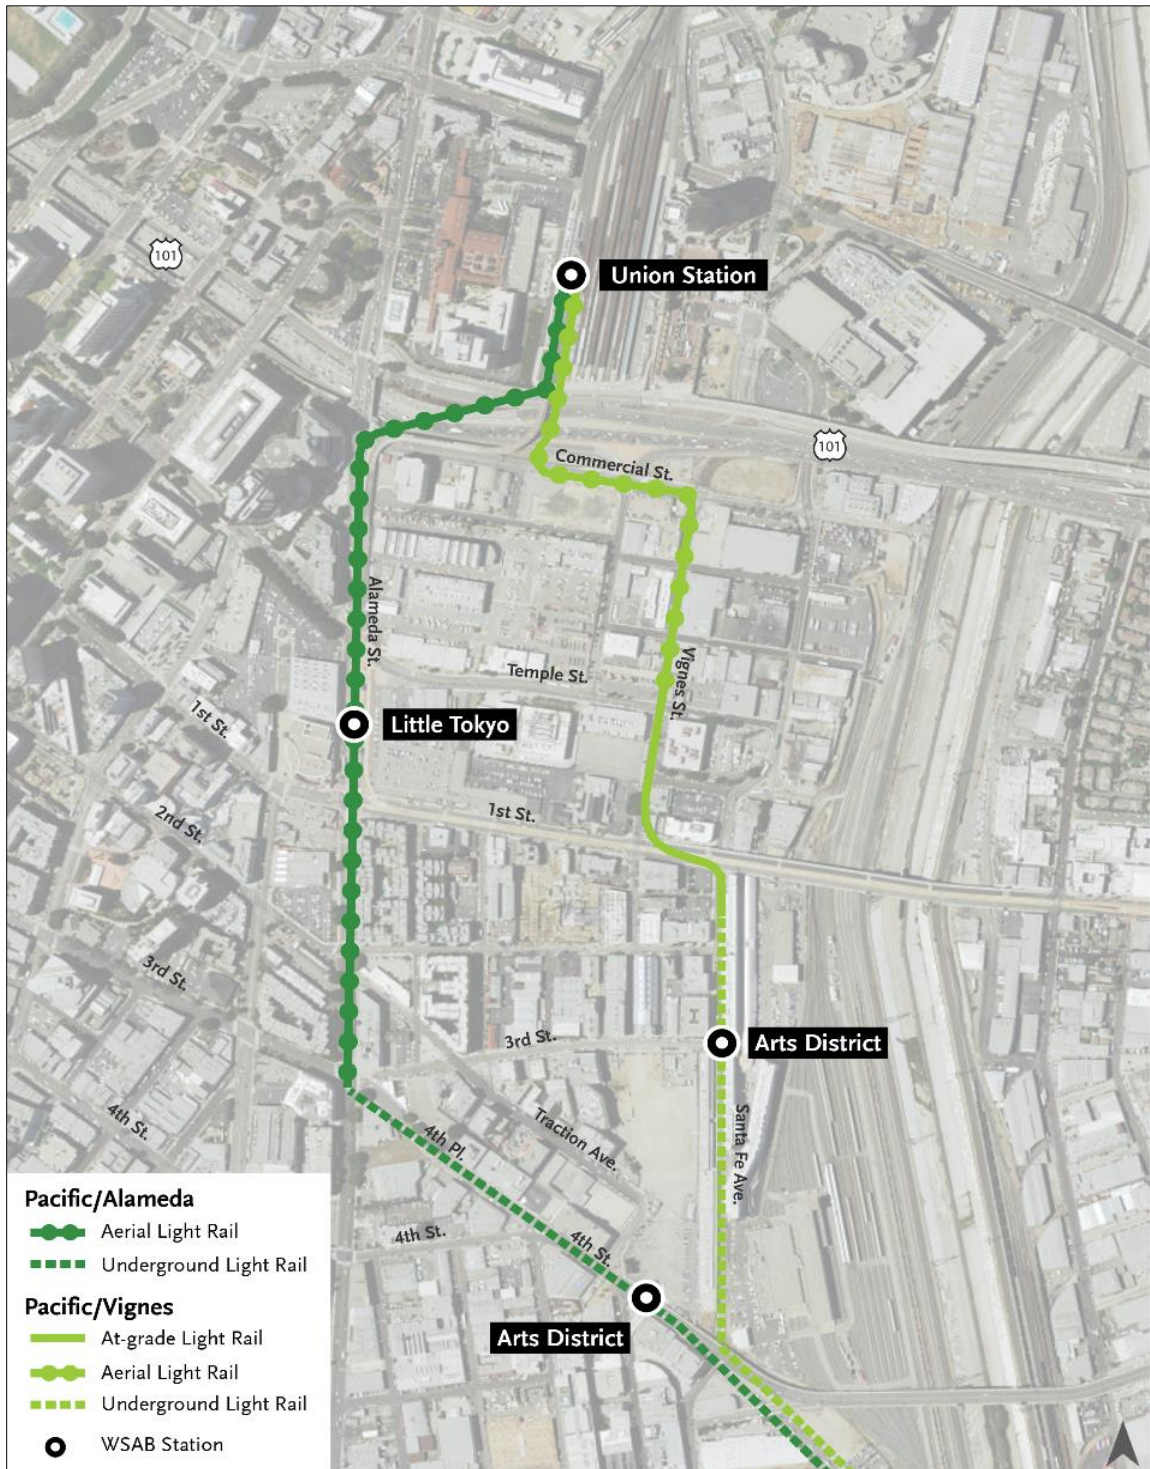 101
Union Station
101
Commercial St.
Alameda St.
Temple St.
Vignes St.
1st St.
Little Tokyo
2nd St.
1st St.
3rd St.
3rd St.
Arts District
4th St.
4th Pl.
Traction Ave.
Santa Fe Ave.
4th St.
4th St.
Arts District
Pacific/Alameda
Aerial Light Rail
Underground Light Rail
Pacific/Vignes
At-grade Light Rail
Aerial Light Rail
Underground Light Rail
WSAB Station